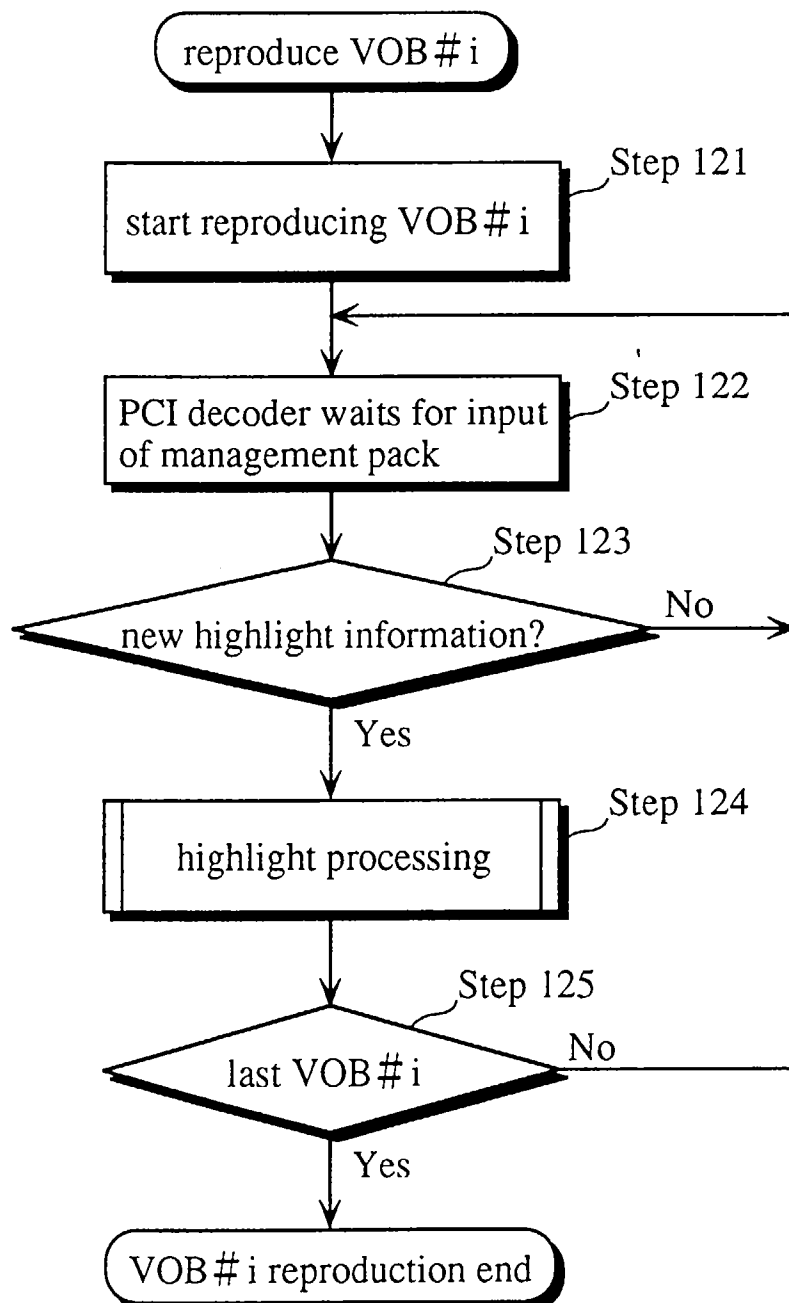 reproduce VOB#i
Step 121
start reproducing VOB#i
Step 122
PCI decoder waits for input
of management pack
Step 123
new highlight information?
No
Yes
Step 124
highlight processing
Step 125
last VOB#i
No
Yes
VOB#i reproduction end